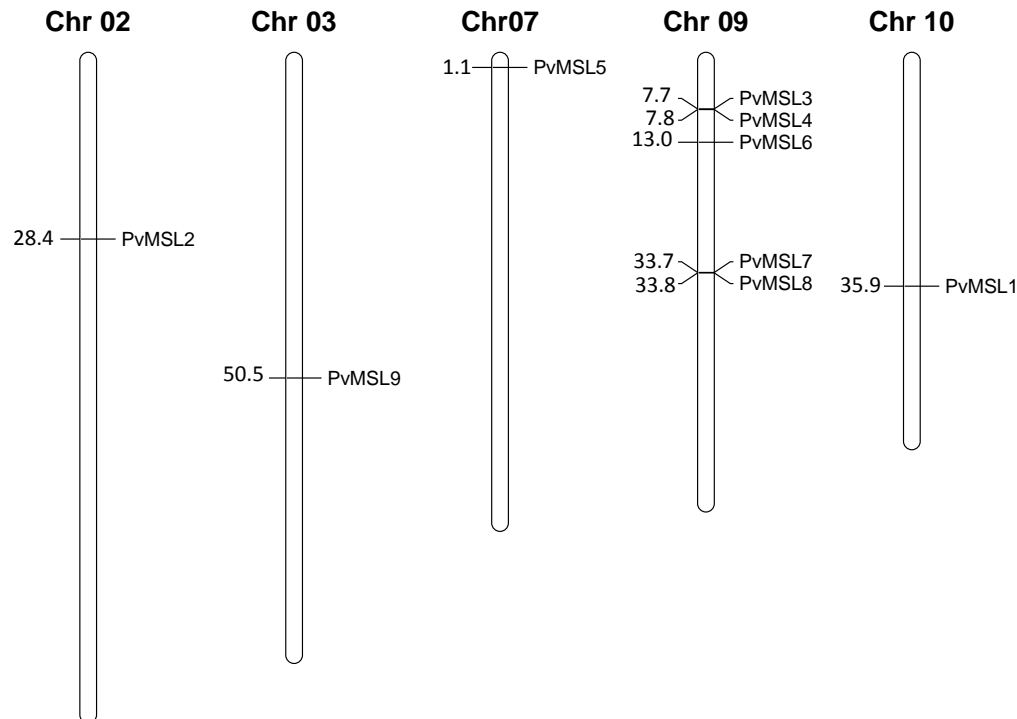 Chr 02
Chr 03
Chr07
Chr 09
Chr 10
28.4 PvMSL2
50.5 PvMSL9
1.1 PvMSL5
7.7 PvMSL3
7.8 PvMSL4
13.0 PvMSL6
33.7 PvMSL7
33.8 PvMSL8
35.9 PvMSL1